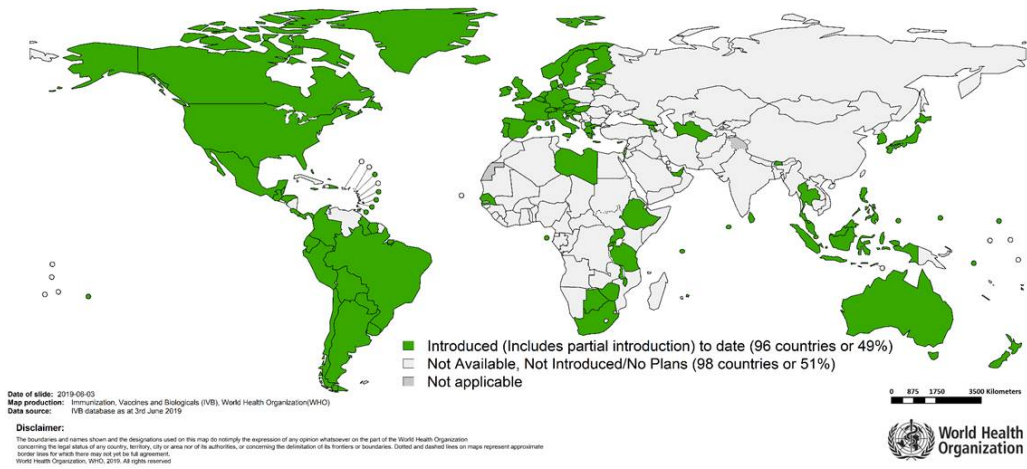 Introduced (Includes partial introduction) to date (96 countries or 49%)
Not Available, Not Introduced/No Plans (98 countries or 51%)
Not applicable
0 875 1750 3500 Kilometers
Date of slide: 2019-08-03
Map production: Immunization, Vaccines and Biologicals (IVB), World Health Organization(WHO)
Data source: IVB database as at 3rd June 2019
Disclaimer:
The boundaries and names shown and the designations used on this map do notimply the expression of any opinion whatsoever on the part of the World Health Organization
concerning the legal status of any country, territory, city or area nor of its authorities, or concerning the delimitation of its frontiers or boundaries. Dotted and dashed lines on maps represent approximate
border lines for which there may not yet be full agreement.
World Health Organization, WHO, 2019. All rights reserved
World Health
Organization